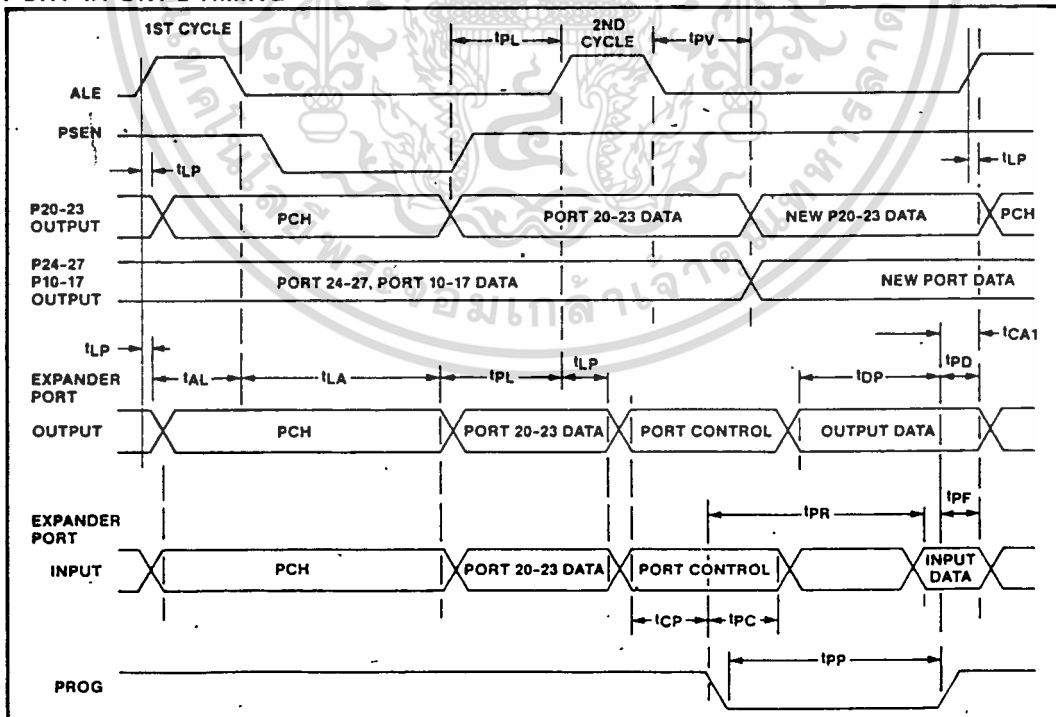 1ST CYCLE
2ND CYCLE
tPL
tPV
ALE
PSEN
tLP
tLP
P20-23 OUTPUT
PCH
PORT 20-23 DATA
NEW P20-23 DATA
PCH
P24-27
P10-17
OUTPUT
PORT 24-27, PORT 10-17 DATA
NEW PORT DATA
tCA1
tLP
tAL
tLA
tPL
tLP
tDP
tPD
EXPANDER PORT
OUTPUT
PCH
PORT 20-23 DATA
PORT CONTROL
OUTPUT DATA
tPR
tPF
EXPANDER PORT
INPUT
PCH
PORT 20-23 DATA
PORT CONTROL
INPUT DATA
tCP
tPC
tPP
PROG